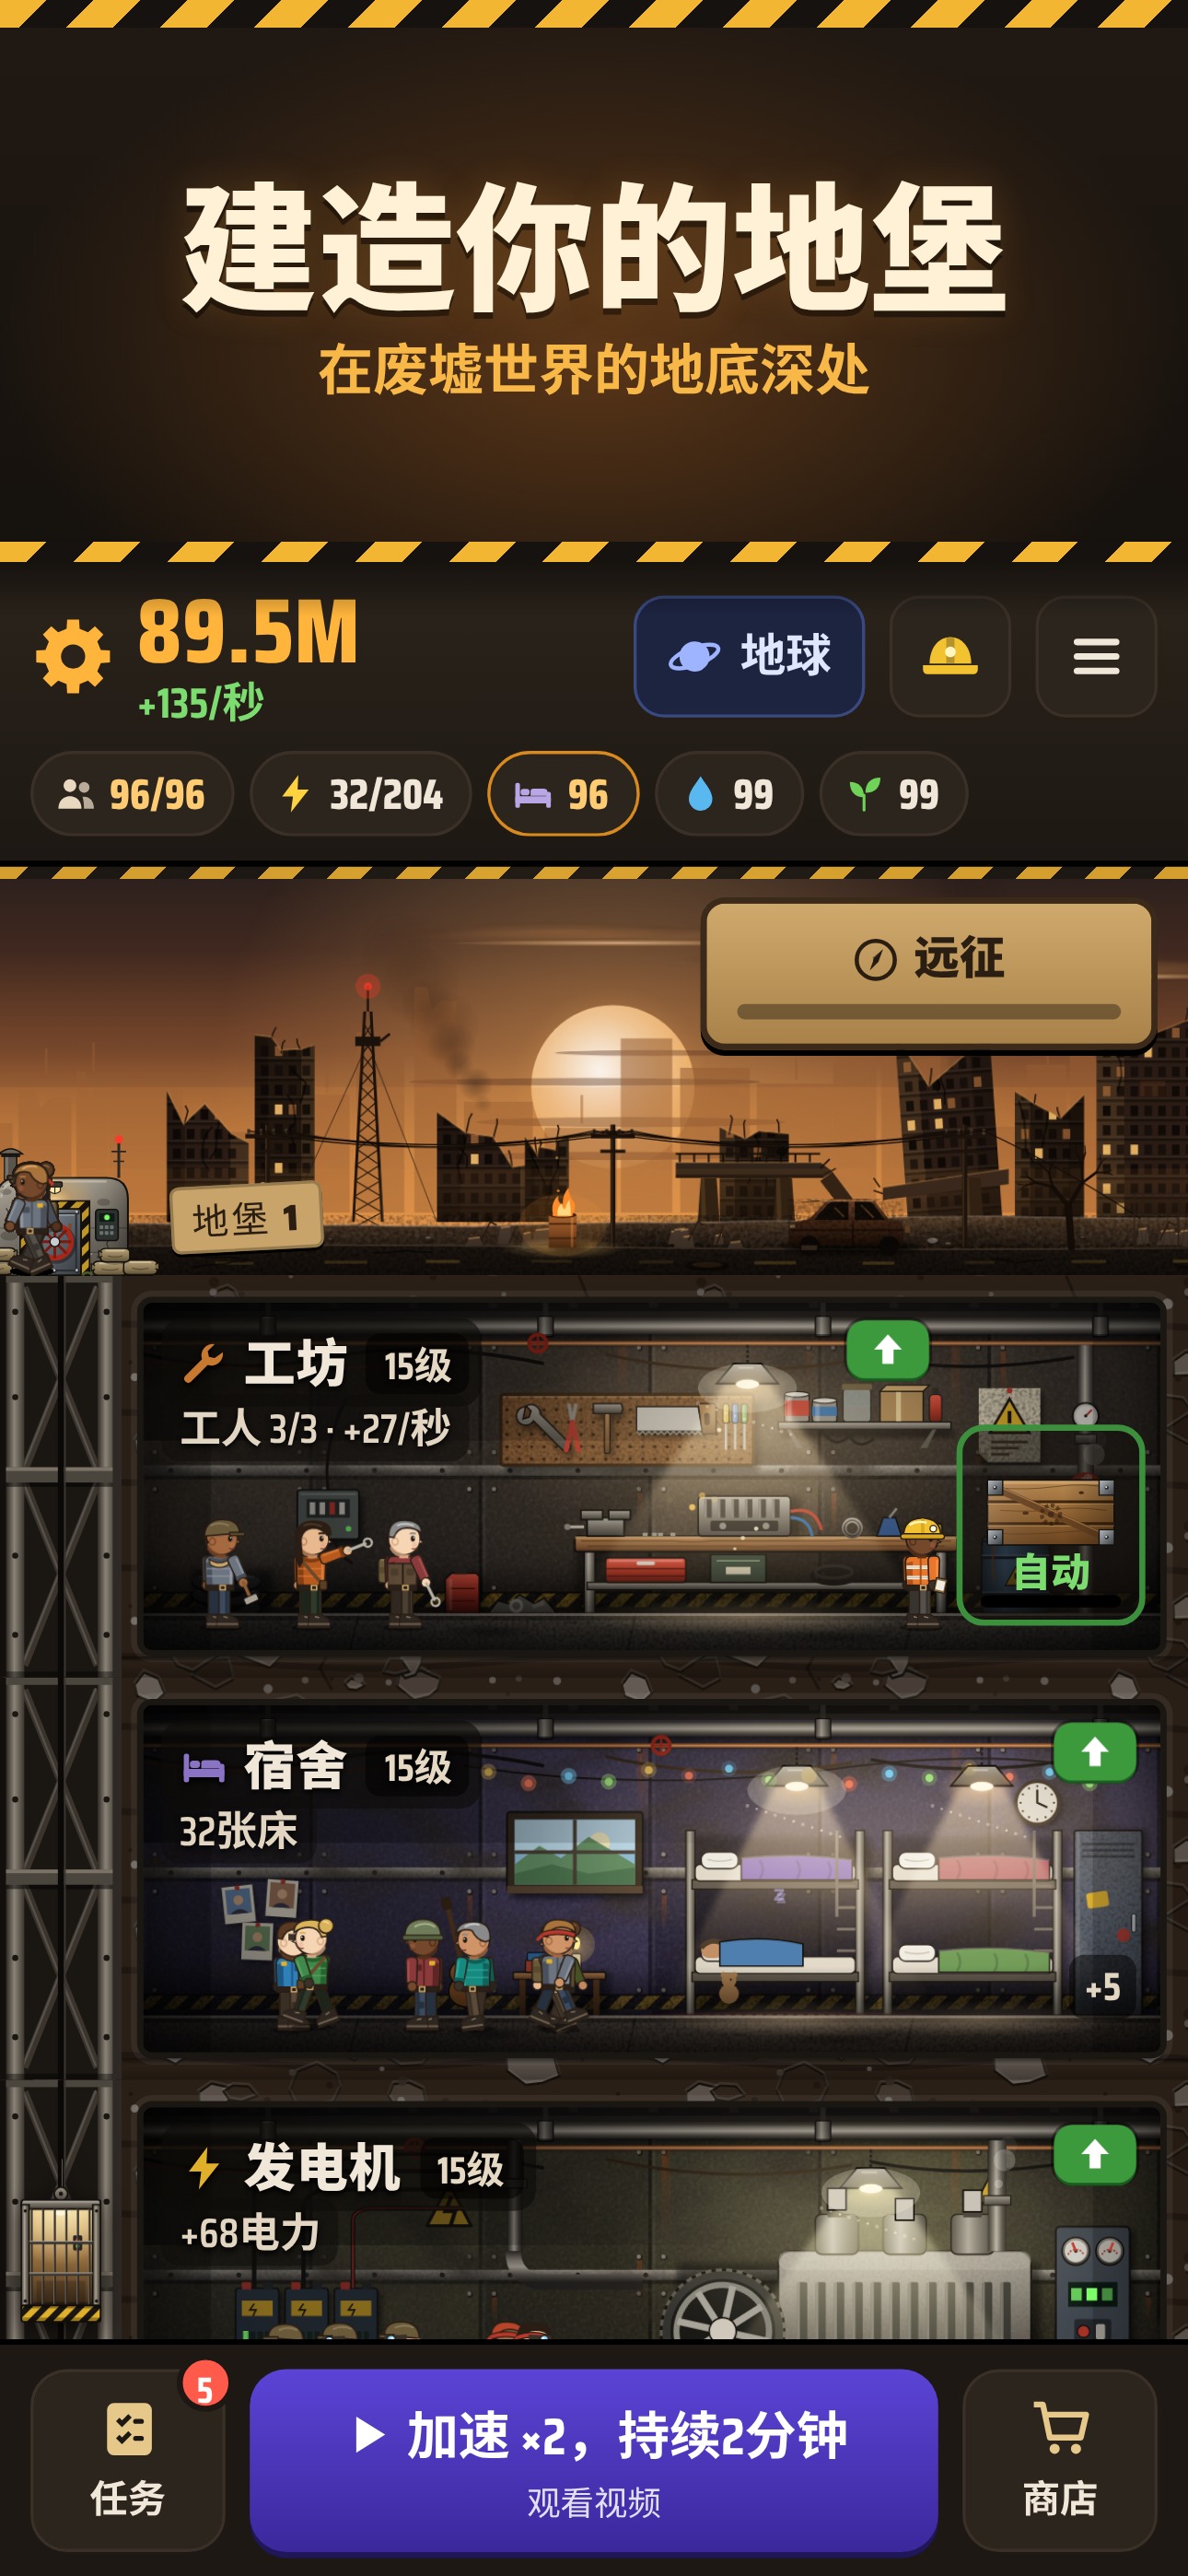 建造你的地堡
在废墟世界的地底深处
89.5M
+135/秒
地球
96/96
32/204
96
99
99
远征
地堡 1
工坊 15级
工人 3/3 · +27/秒
自动
宿舍 15级
32张床
z
+5
发电机 15级
+68电力
5
任务
加速 ×2，持续2分钟
观看视频
商店